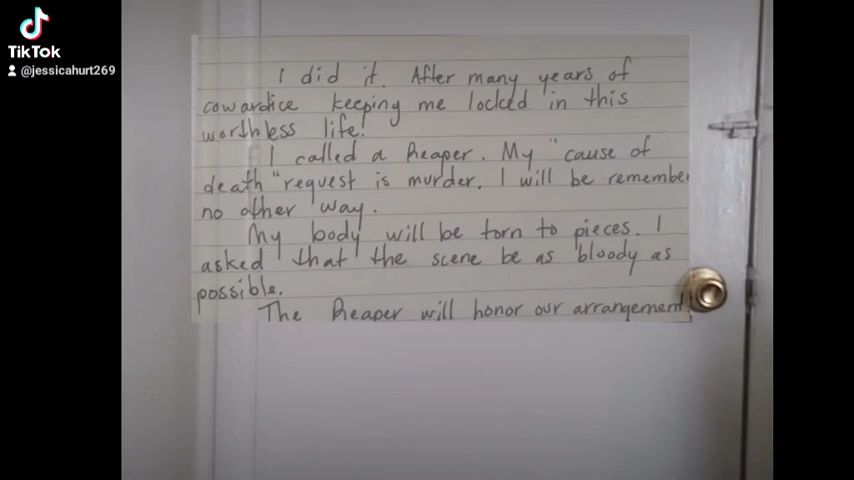 TikTok
@jessicahurt269
I did it. After many years of
cowardice keeping me locked in this
worthless life!
I called a Reaper. My "cause of
death" request is murder. I will be remember
no other way.
My body will be torn to pieces. I
asked that the scene be as bloody as
possible.
The Reaper will honor our arrangement.